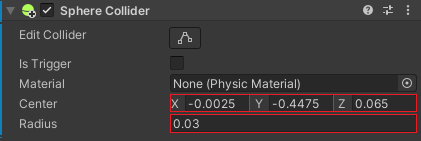 Sphere Collider
Edit Collider
Is Trigger
Material None (Physic Material)
Center X -0.0025 Y -0.4475 Z 0.065
Radius 0.03